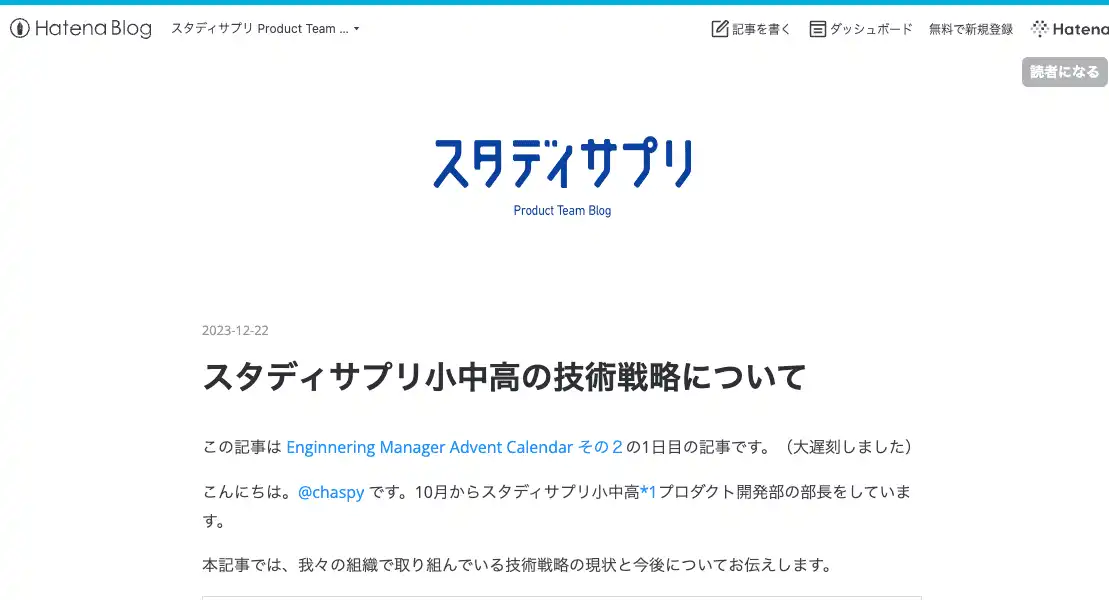 Hatena Blog スタディサプリ Product Team ... 記事を書く ダッシュボード 無料で新規登録 Hatena
読者になる
スタディサプリ
Product Team Blog
2023-12-22
スタディサプリ小中高の技術戦略について
この記事は Enginnering Manager Advent Calendar その２の1日目の記事です。（大遅刻しました）
こんにちは。@chaspy です。10月からスタディサプリ小中高*1プロダクト開発部の部長をしていま
す。
本記事では、我々の組織で取り組んでいる技術戦略の現状と今後についてお伝えします。